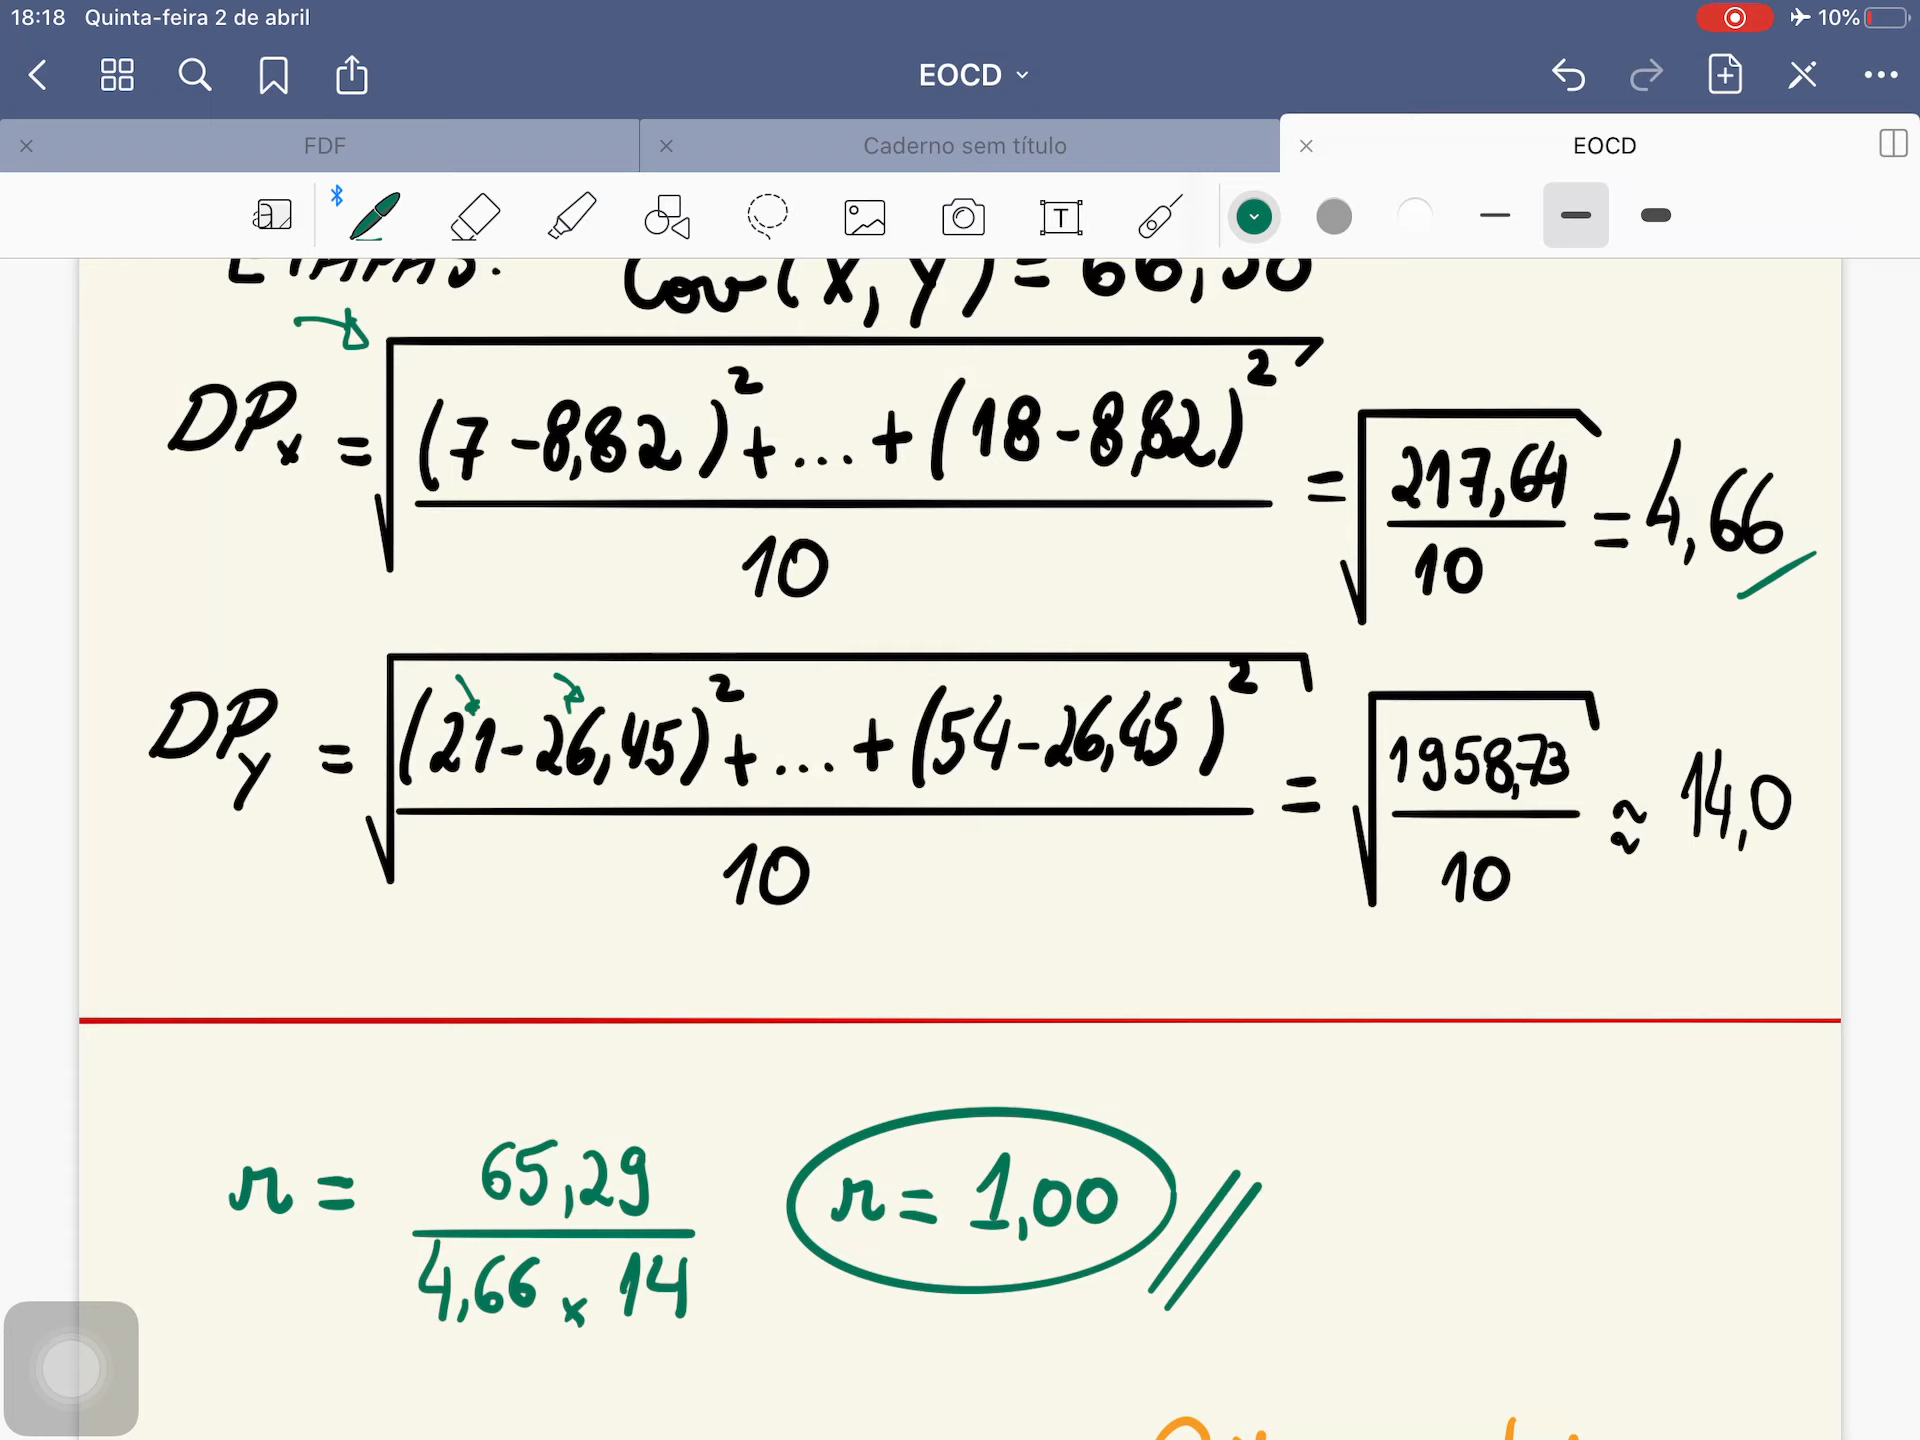 18:18 Quinta-feira 2 de abril 10%
EOCD
FDF Caderno sem título EOCD
ETAPAS: Cov(X, Y) = 66,50
DPx = √((7-8,82)² + ... + (18-8,82)² / 10) = √(217,64 / 10) = 4,66
DPy = √((21-26,45)² + ... + (54-26,45)² / 10) = √(1958,73 / 10) ≈ 14,0
r = 65,29 / 4,66 x 14 r = 1,00